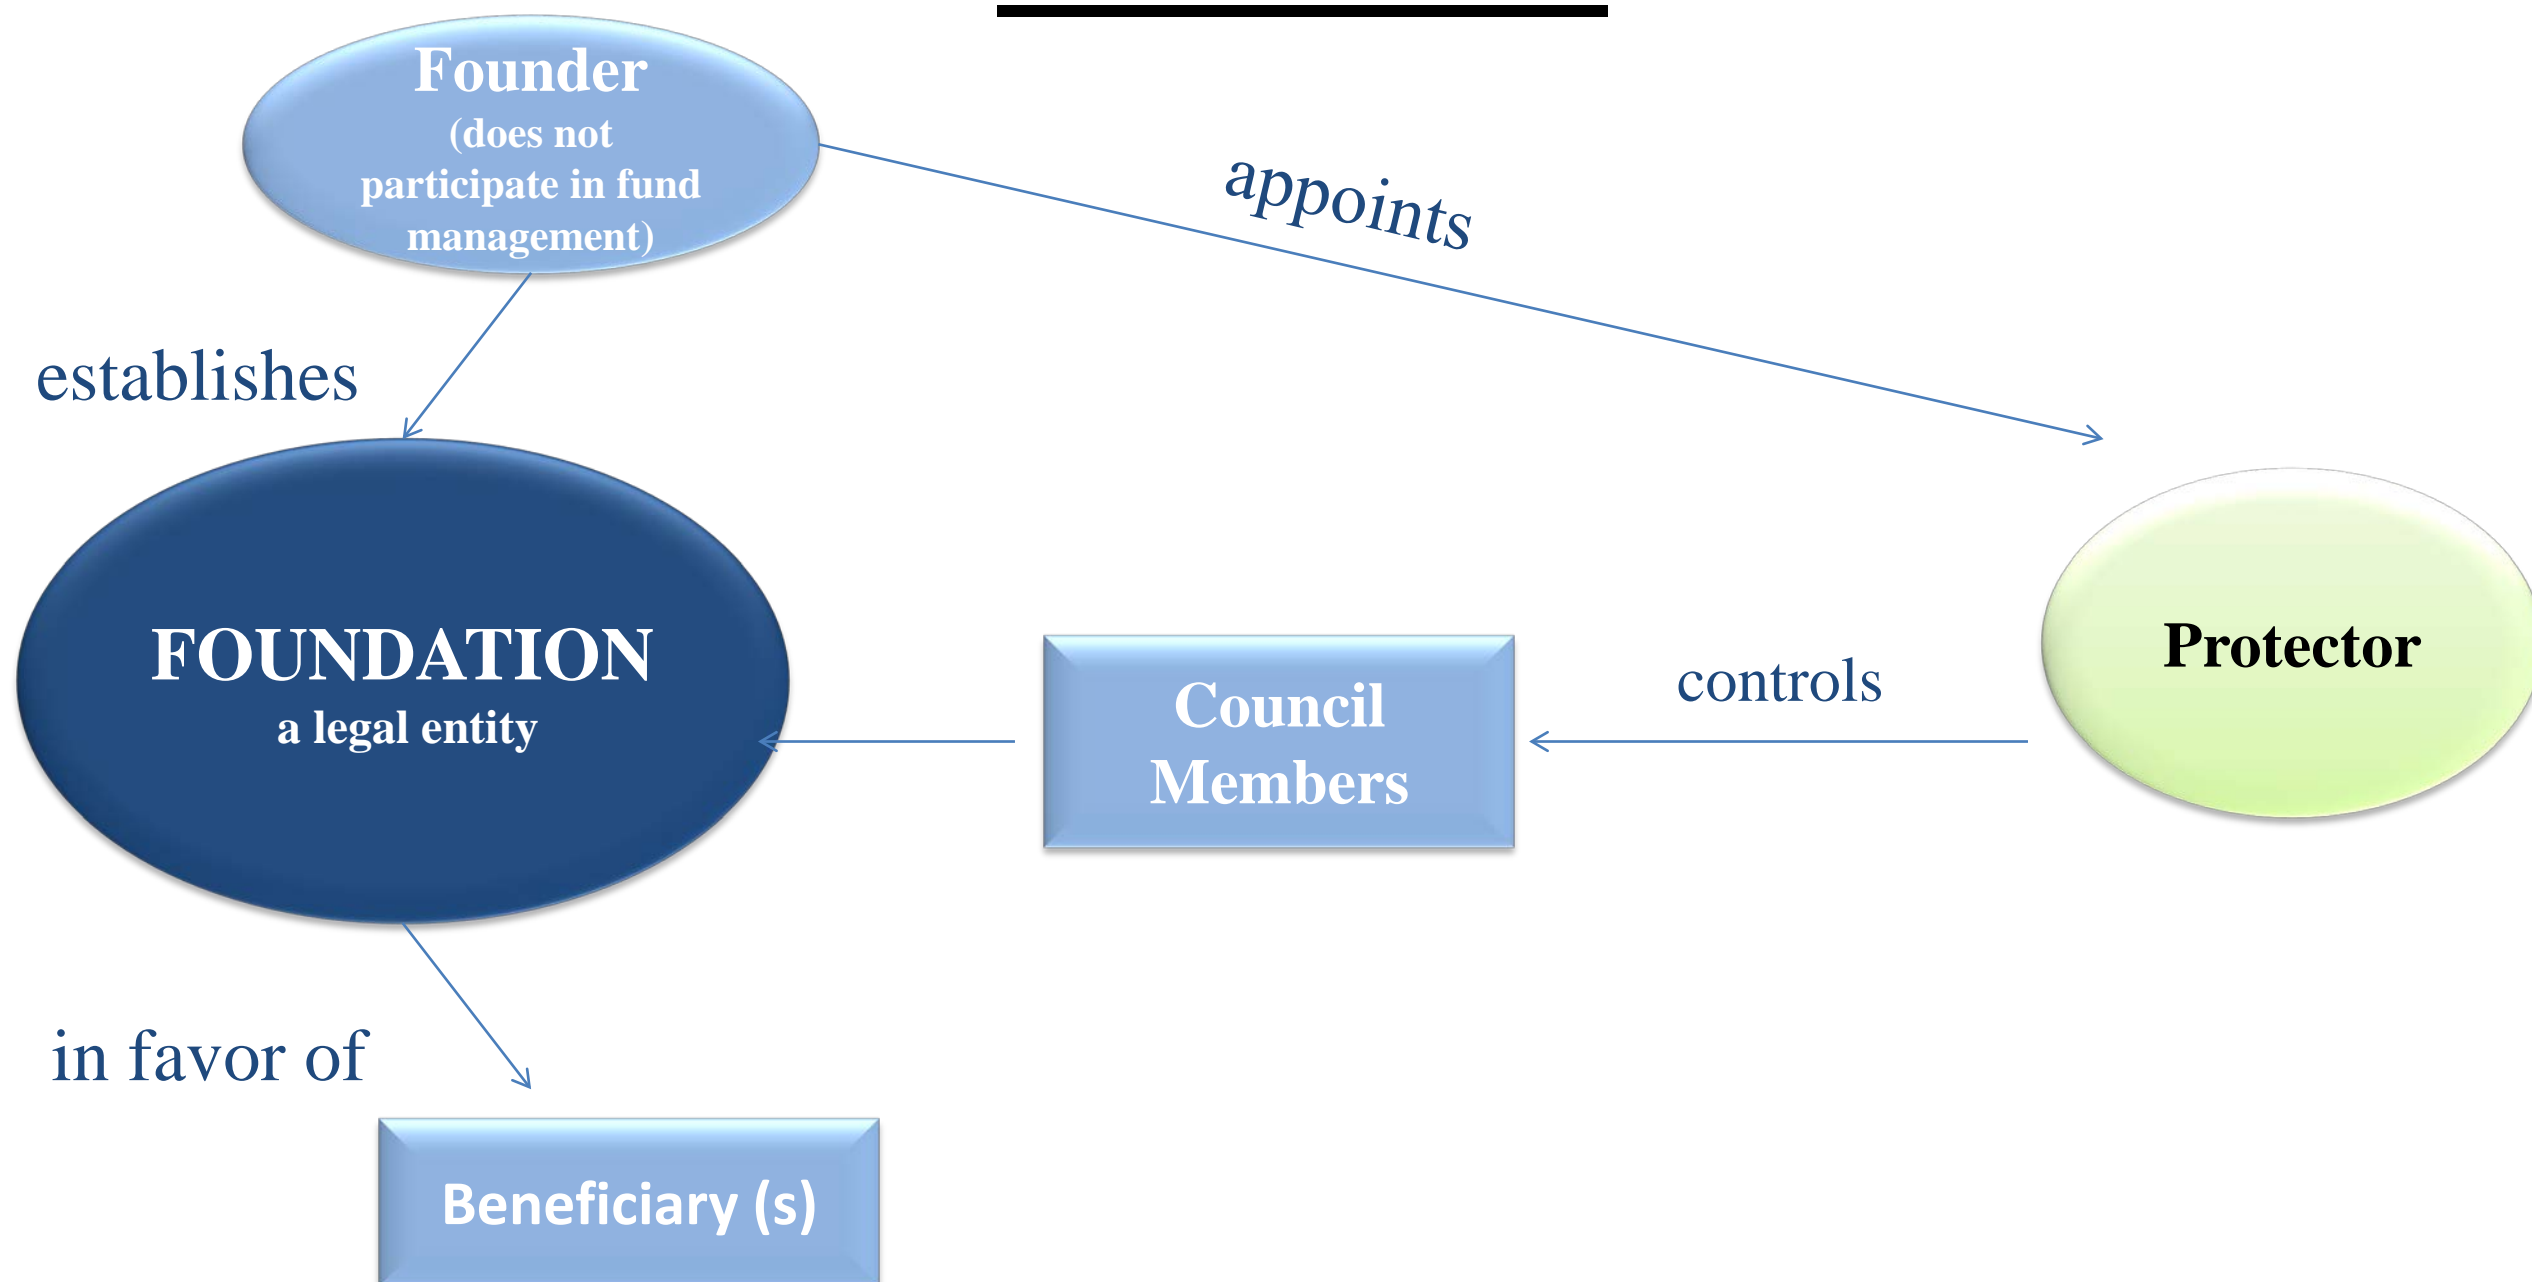 Founder
(does not
participate in fund
management)
appoints
establishes
FOUNDATION
a legal entity
Council
Members
controls
Protector
in favor of
Beneficiary (s)